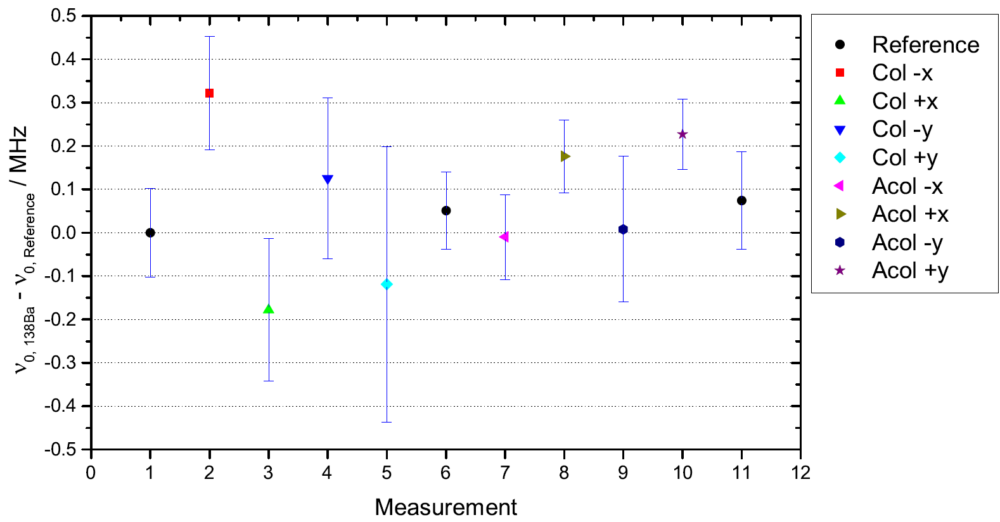 ν0, 138Ba - ν0, Reference / MHz
0.5
0.4
0.3
0.2
0.1
0.0
-0.1
-0.2
-0.3
-0.4
-0.5
0 1 2 3 4 5 6 7 8 9 10 11 12
Measurement
Reference
Col -x
Col +x
Col -y
Col +y
Acol -x
Acol +x
Acol -y
Acol +y